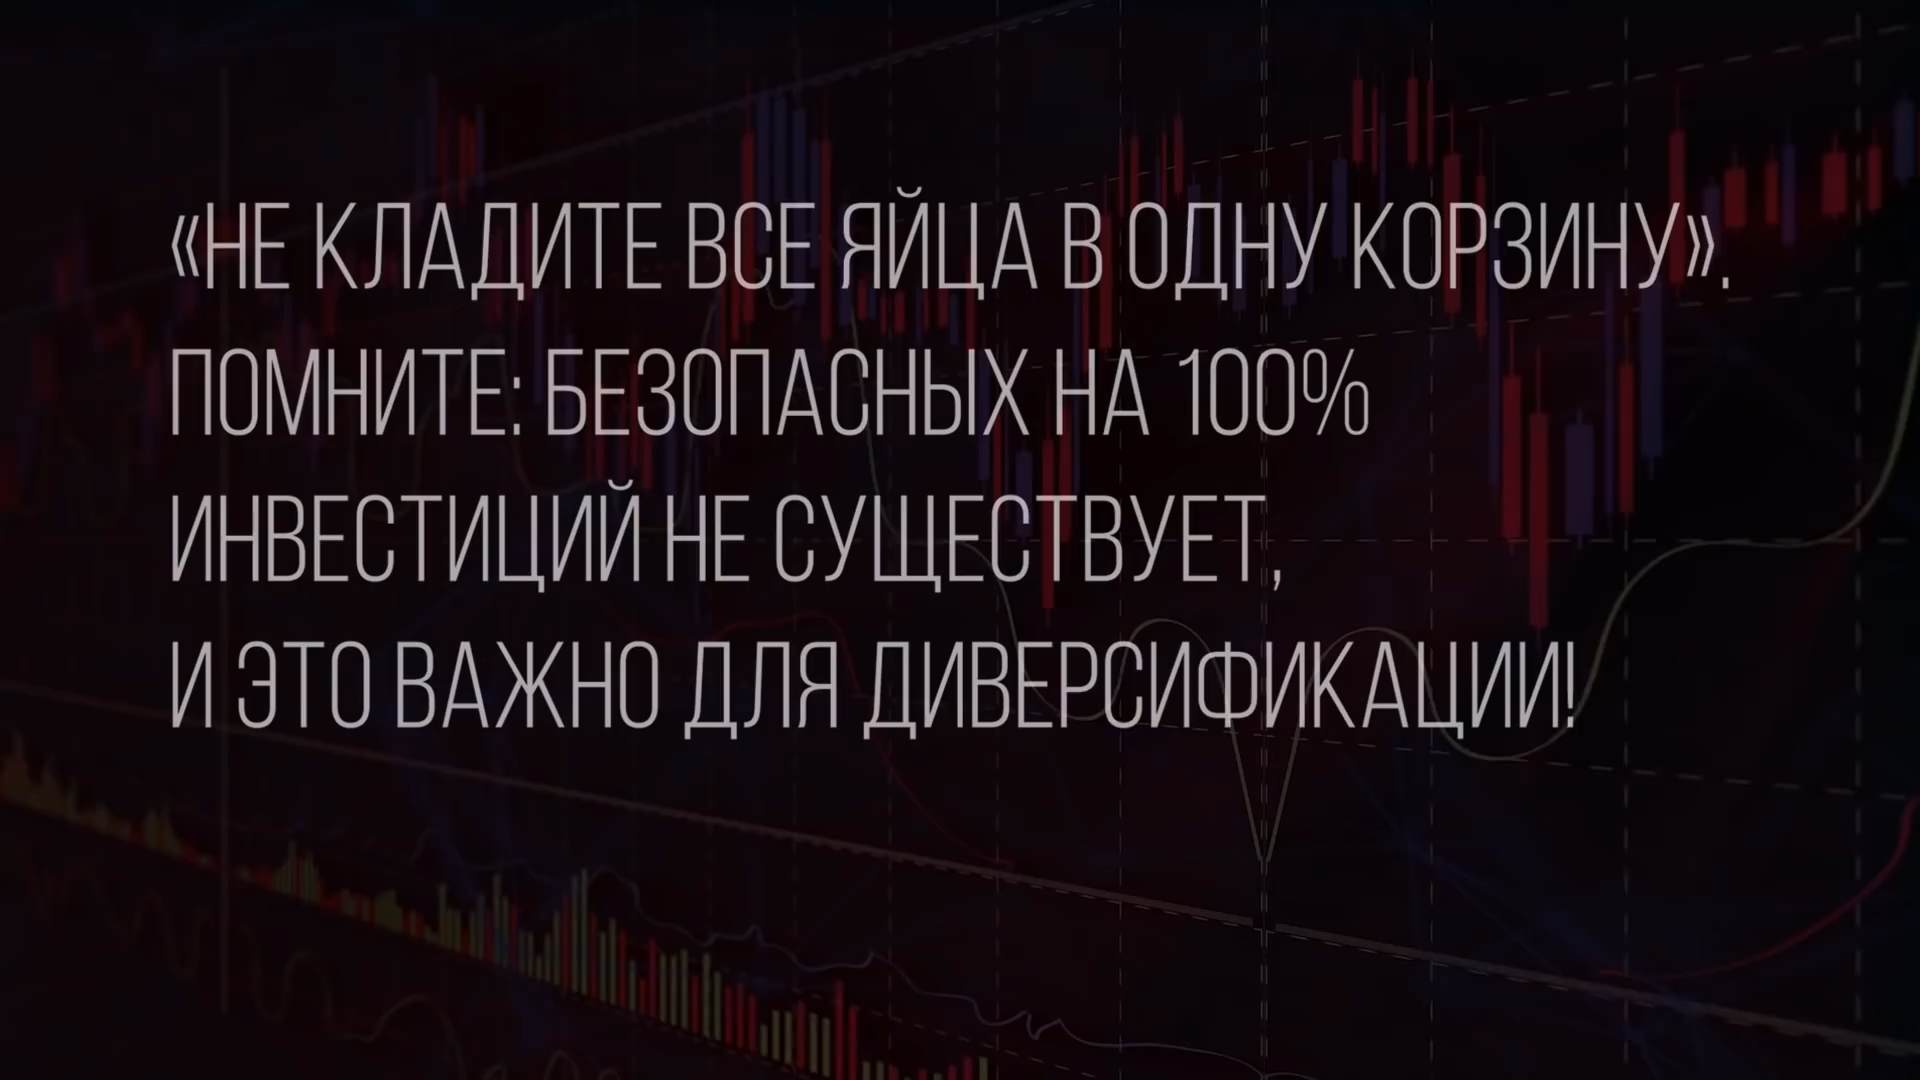 «НЕ КЛАДИТЕ ВСЕ ЯЙЦА В ОДНУ КОРЗИНУ».
ПОМНИТЕ: БЕЗОПАСНЫХ НА 100%
ИНВЕСТИЦИЙ НЕ СУЩЕСТВУЕТ,
И ЭТО ВАЖНО ДЛЯ ДИВЕРСИФИКАЦИИ!